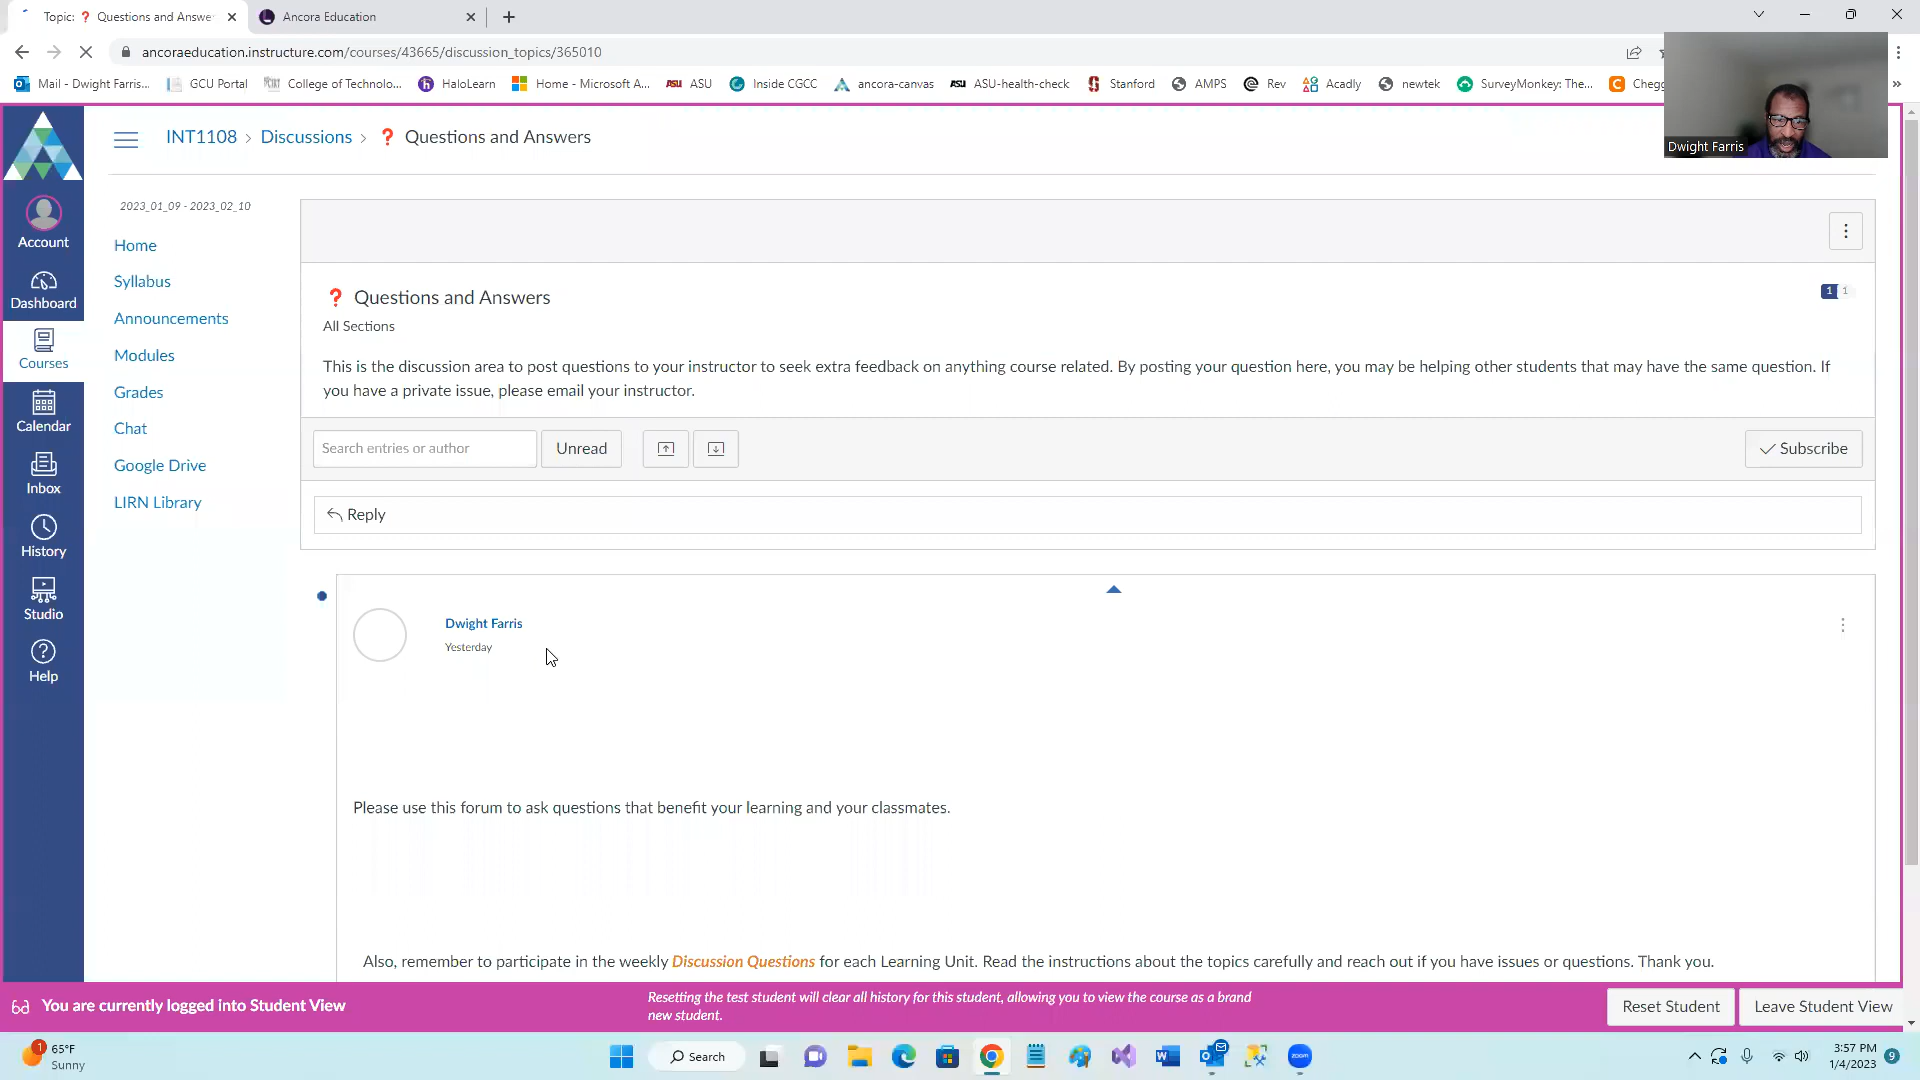 Topic: ❓ Questions and Answe
Ancora Education
ancoraeducation.instructure.com/courses/43665/discussion_topics/365010
Mail - Dwight Farris...
GCU Portal
College of Technolo...
HaloLearn
Home - Microsoft A...
ASU ASU
Inside CGCC
ancora-canvas
ASU ASU-health-check
Stanford
AMPS
Rev
Acadly
newtek
SurveyMonkey: The...
Chegg
Dwight Farris
INT1108 › Discussions › ❓ Questions and Answers
2023_01_09 - 2023_02_10
Home
Syllabus
Announcements
Modules
Grades
Chat
Google Drive
LIRN Library
Account
Dashboard
Courses
Calendar
Inbox
History
Studio
Help
❓ Questions and Answers
1 1
All Sections
This is the discussion area to post questions to your instructor to seek extra feedback on anything course related. By posting your question here, you may be helping other students that may have the same question. If
you have a private issue, please email your instructor.
Search entries or author
Unread
Subscribe
Reply
Dwight Farris
Yesterday
Please use this forum to ask questions that benefit your learning and your classmates.
Also, remember to participate in the weekly Discussion Questions for each Learning Unit. Read the instructions about the topics carefully and reach out if you have issues or questions. Thank you.
You are currently logged into Student View
Resetting the test student will clear all history for this student, allowing you to view the course as a brand
new student.
Reset Student
Leave Student View
1
65°F
Sunny
Search
zoom
3:57 PM
1/4/2023
9